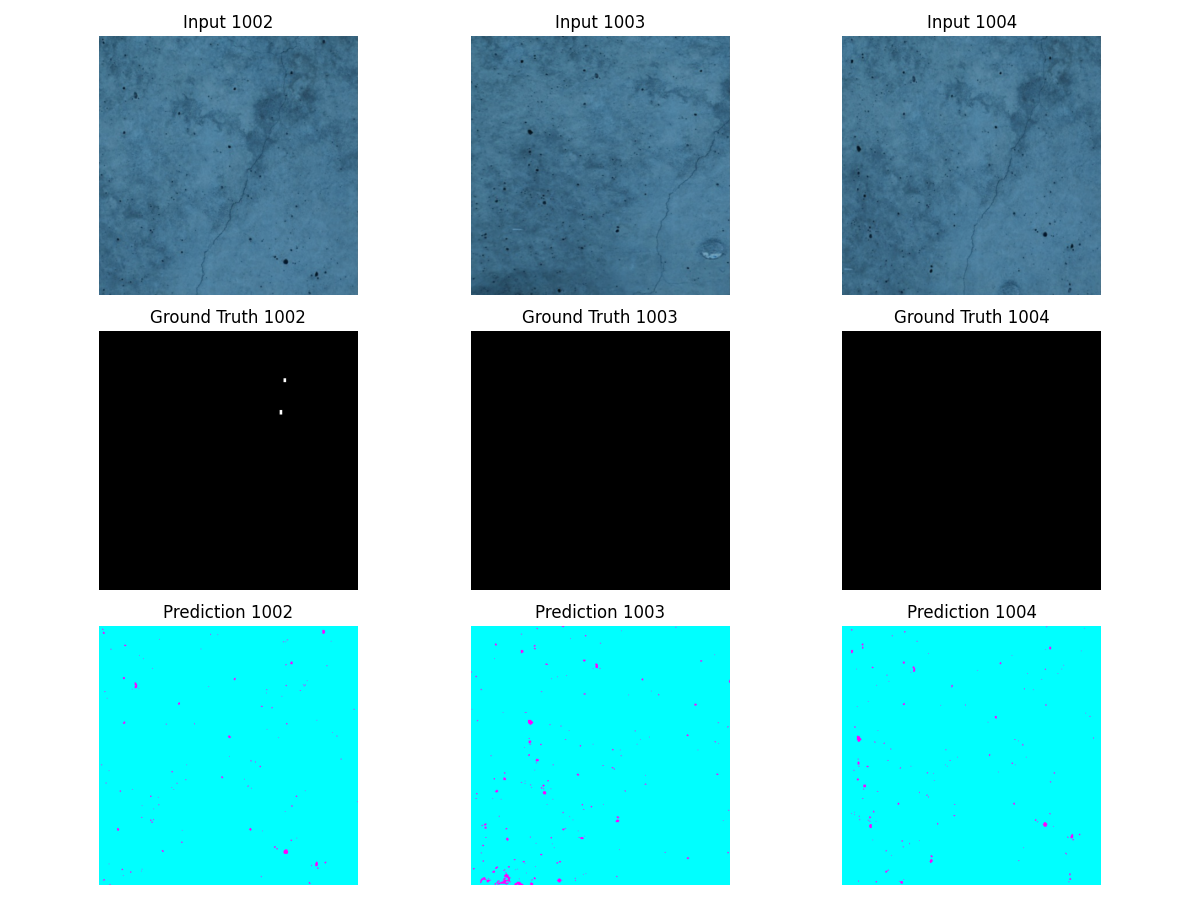 Input 1002
Input 1003
Input 1004
Ground Truth 1002
Ground Truth 1003
Ground Truth 1004
Prediction 1002
Prediction 1003
Prediction 1004